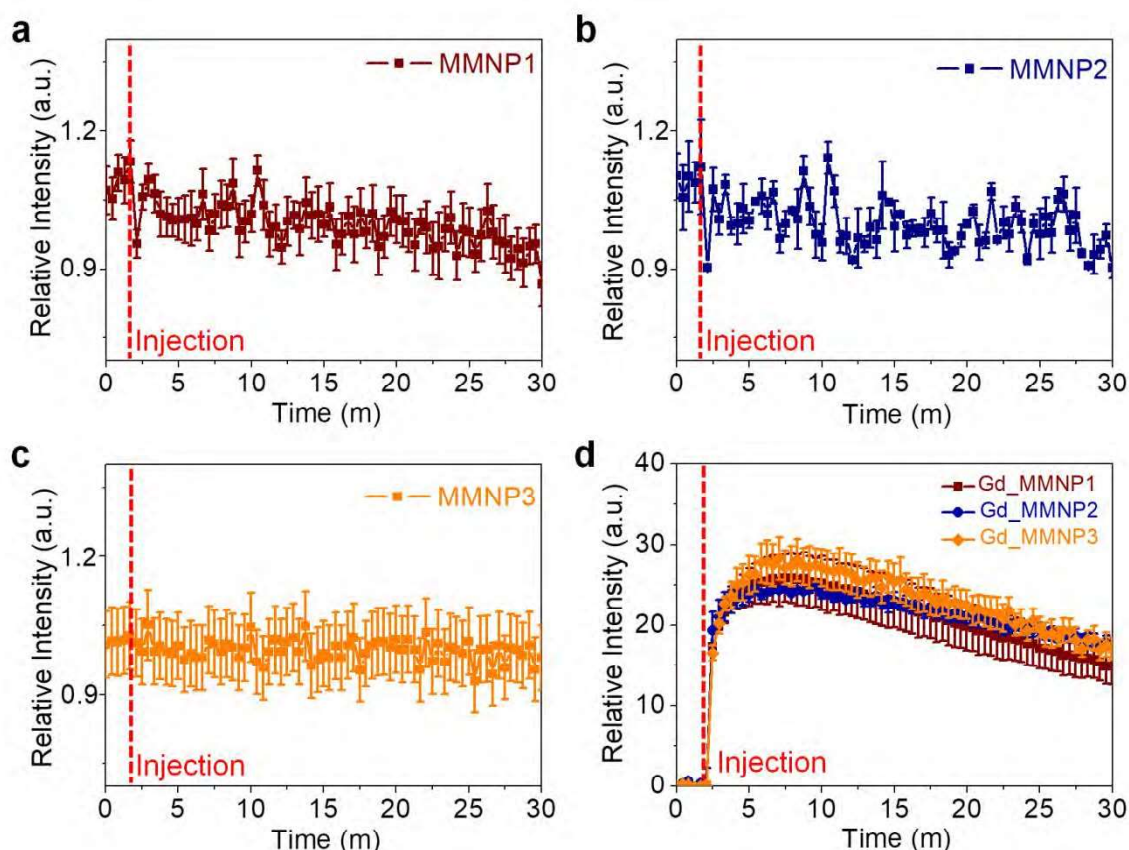 a
MMNP1
Relative Intensity (a.u.)
1.2
0.9
Injection
0 5 10 15 20 25 30
Time (m)
b
MMNP2
Relative Intensity (a.u.)
1.2
0.9
Injection
0 5 10 15 20 25 30
Time (m)
c
MMNP3
Relative Intensity (a.u.)
1.2
0.9
Injection
0 5 10 15 20 25 30
Time (m)
d
40
Gd_MMNP1
Gd_MMNP2
Gd_MMNP3
Relative Intensity (a.u.)
30
20
10
0
Injection
0 5 10 15 20 25 30
Time (m)